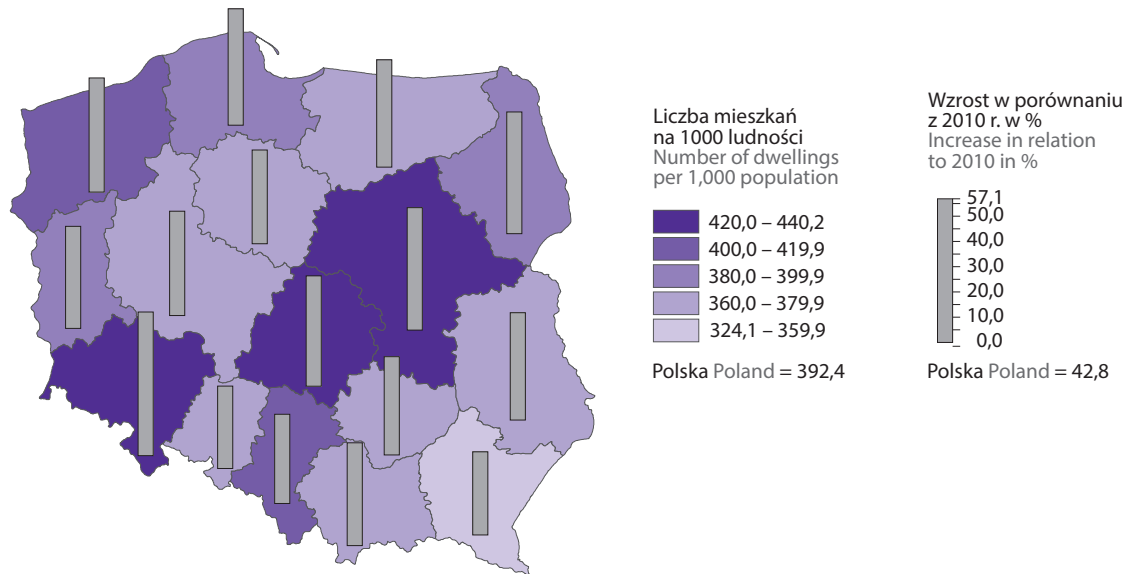 Liczba mieszkań
na 1000 ludności
Number of dwellings
per 1,000 population
420,0 – 440,2
400,0 – 419,9
380,0 – 399,9
360,0 – 379,9
324,1 – 359,9
Polska Poland = 392,4
Wzrost w porównaniu
z 2010 r. w %
Increase in relation
to 2010 in %
57,1
50,0
40,0
30,0
20,0
10,0
0,0
Polska Poland = 42,8